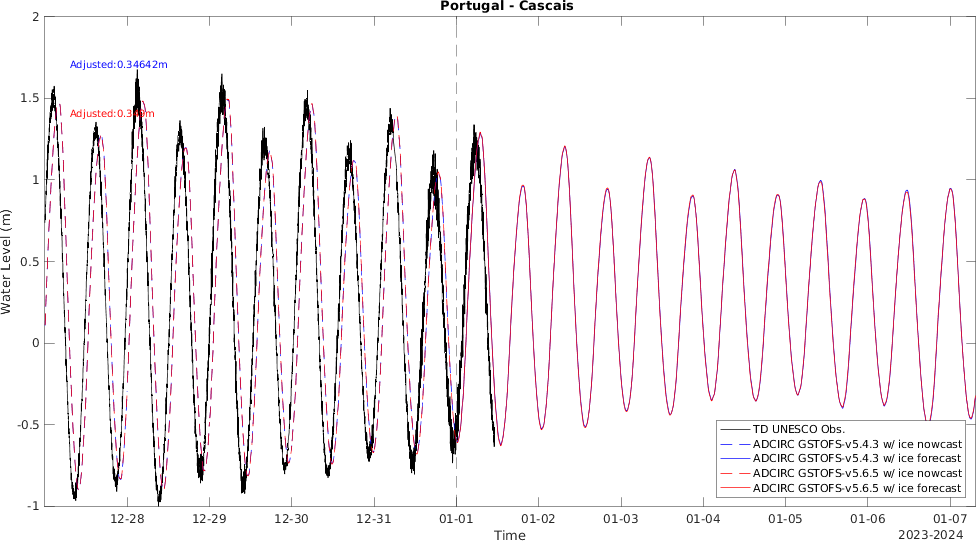 Portugal - Cascais
2
1.5
1
0.5
0
-0.5
-1
Water Level (m)
Adjusted:0.34642m
12-28
12-29
12-30
12-31
01-01
01-02
01-03
01-04
01-05
01-06
01-07
Time
2023-2024
TD UNESCO Obs.
ADCIRC GSTOFS-v5.4.3 w/ ice nowcast
ADCIRC GSTOFS-v5.4.3 w/ ice forecast
ADCIRC GSTOFS-v5.6.5 w/ ice nowcast
ADCIRC GSTOFS-v5.6.5 w/ ice forecast